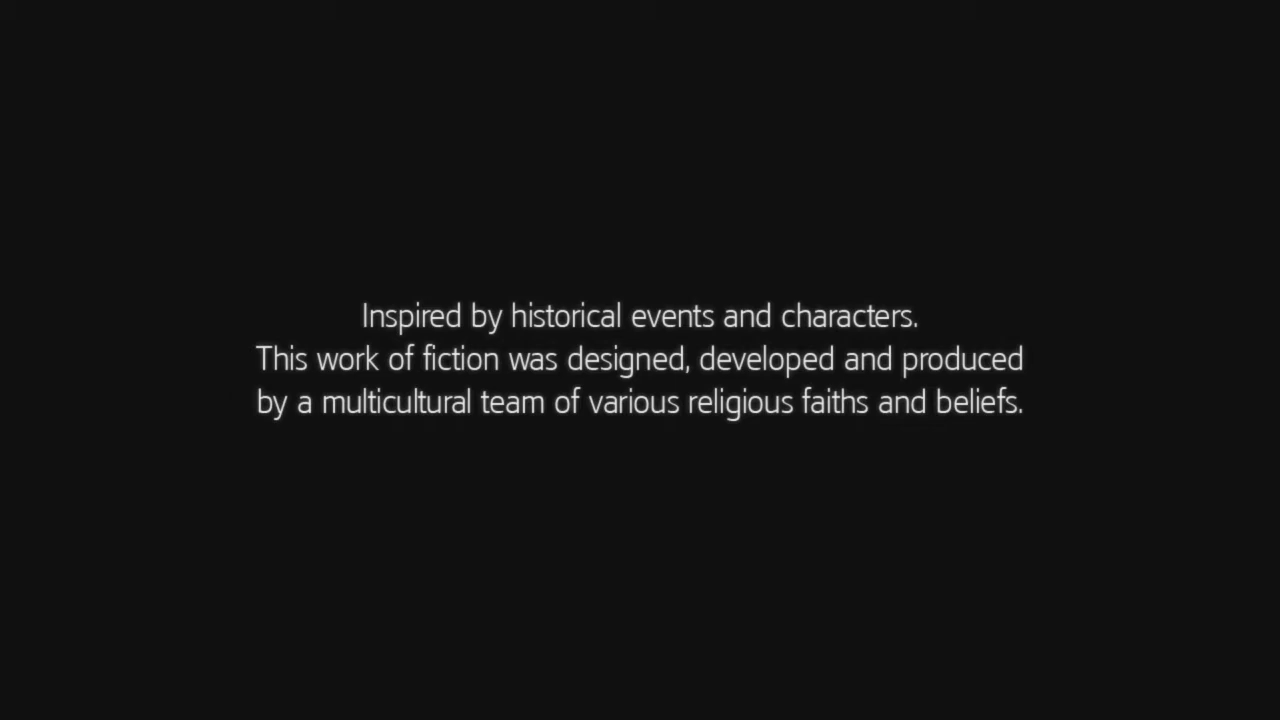 Inspired by historical events and characters.
This work of fiction was designed, developed and produced
by a multicultural team of various religious faiths and beliefs.